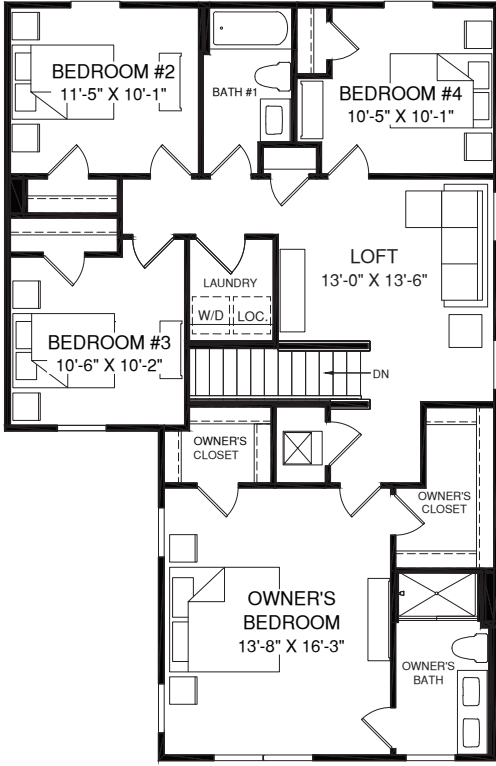 BEDROOM #2
11'-5" X 10'-1"
BATH #1
BEDROOM #4
10'-5" X 10'-1"
LOFT
13'-0" X 13'-6"
LAUNDRY
W/D
LOC.
BEDROOM #3
10'-6" X 10'-2"
DN
OWNER'S
CLOSET
OWNER'S
CLOSET
OWNER'S
BEDROOM
13'-8" X 16'-3"
OWNER'S
BATH